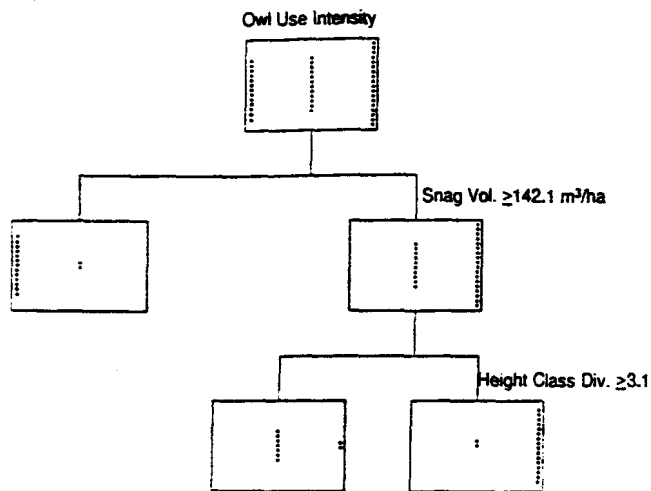 Owl Use Intensity
Snag Vol. ≥142.1 m³/ha
Height Class Div. ≥3.1